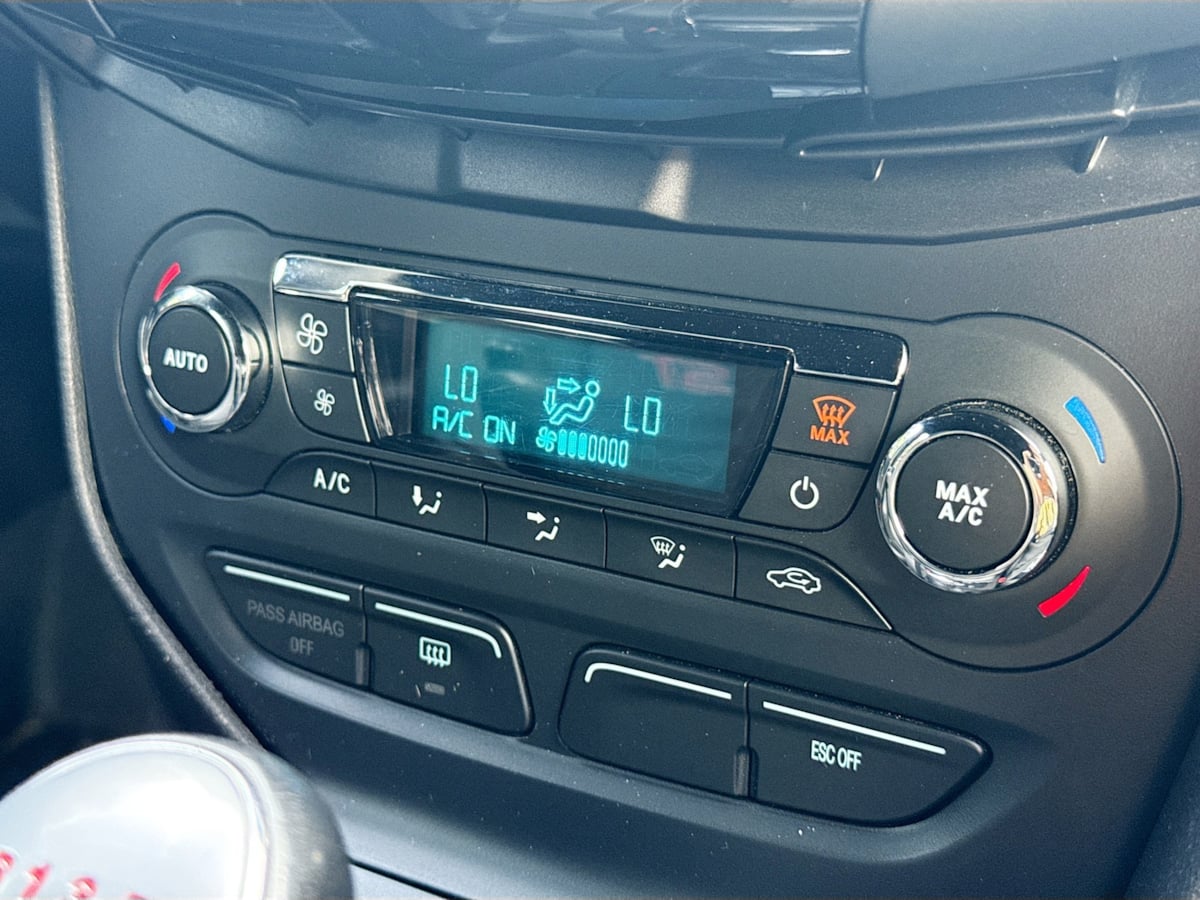 AUTO
LO
LO
A/C ON
MAX
A/C
MAX
A/C
PASS AIRBAG
OFF
ESC OFF